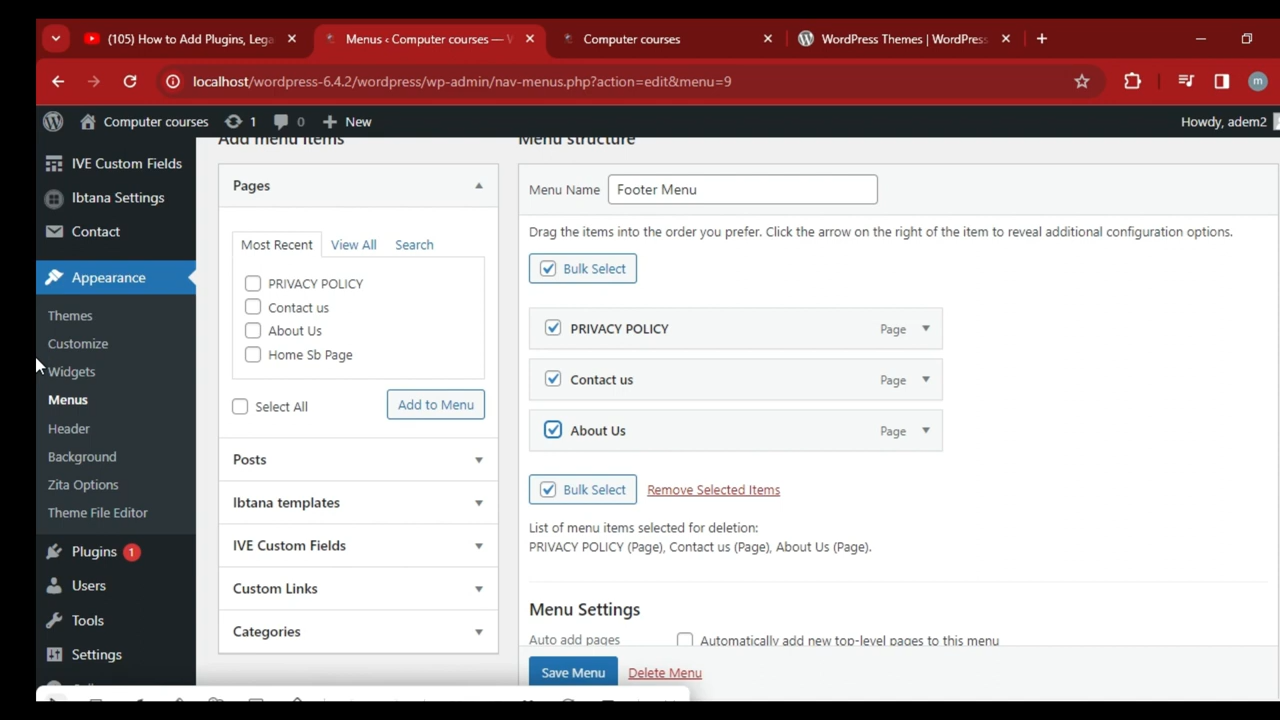 (105) How to Add Plugins, Lega
Menus ‹ Computer courses —
Computer courses
WordPress Themes | WordPress
localhost/wordpress-6.4.2/wordpress/wp-admin/nav-menus.php?action=edit&menu=9
m
Computer courses
1
0
New
Howdy, adem2
IVE Custom Fields
Ibtana Settings
Contact
Appearance
Themes
Customize
Widgets
Menus
Header
Background
Zita Options
Theme File Editor
Plugins 1
Users
Tools
Settings
Add menu items
Pages
Most Recent
View All
Search
PRIVACY POLICY
Contact us
About Us
Home Sb Page
Select All
Add to Menu
Posts
Ibtana templates
IVE Custom Fields
Custom Links
Categories
Menu structure
Menu Name
Footer Menu
Drag the items into the order you prefer. Click the arrow on the right of the item to reveal additional configuration options.
Bulk Select
PRIVACY POLICY Page
Contact us Page
About Us Page
Bulk Select
Remove Selected Items
List of menu items selected for deletion:
PRIVACY POLICY (Page), Contact us (Page), About Us (Page).
Menu Settings
Auto add pages
Automatically add new top-level pages to this menu
Save Menu
Delete Menu